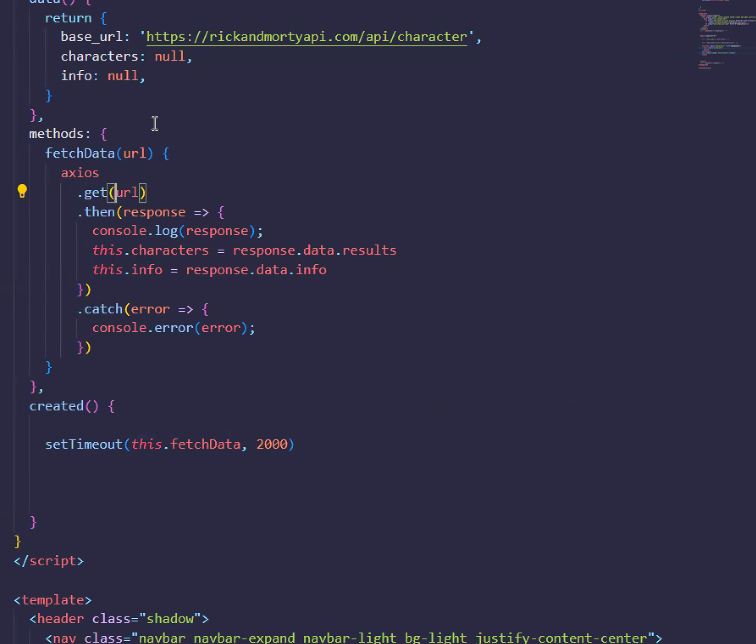 data() {
return {
base_url: 'https://rickandmortyapi.com/api/character',
characters: null,
info: null,
}
},
methods: {
fetchData(url) {
axios
.get(url)
.then(response => {
console.log(response);
this.characters = response.data.results
this.info = response.data.info
})
.catch(error => {
console.error(error);
})
}
},
created() {
setTimeout(this.fetchData, 2000)
}
}
</script>
<template>
<header class="shadow">
<nav class="navbar navbar-expand navbar-light bg-light justify-content-center">